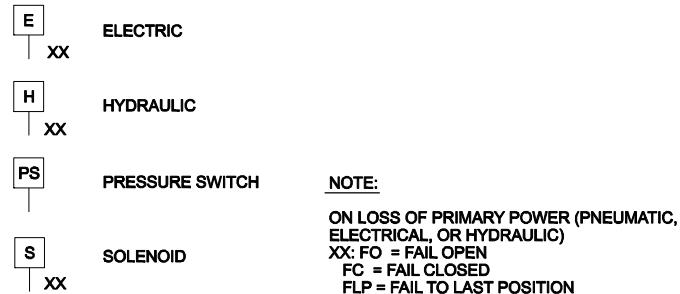 E
XX
ELECTRIC
H
XX
HYDRAULIC
PS
PRESSURE SWITCH
S
XX
SOLENOID
NOTE:
ON LOSS OF PRIMARY POWER (PNEUMATIC,
ELECTRICAL, OR HYDRAULIC)
XX: FO = FAIL OPEN
FC = FAIL CLOSED
FLP = FAIL TO LAST POSITION